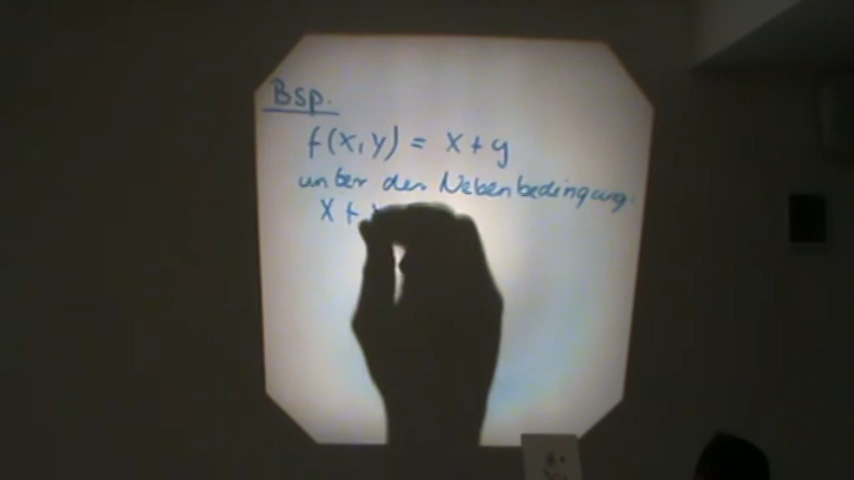 Bsp.
f(x,y) = x+y
unter der Nebenbedingung
x +